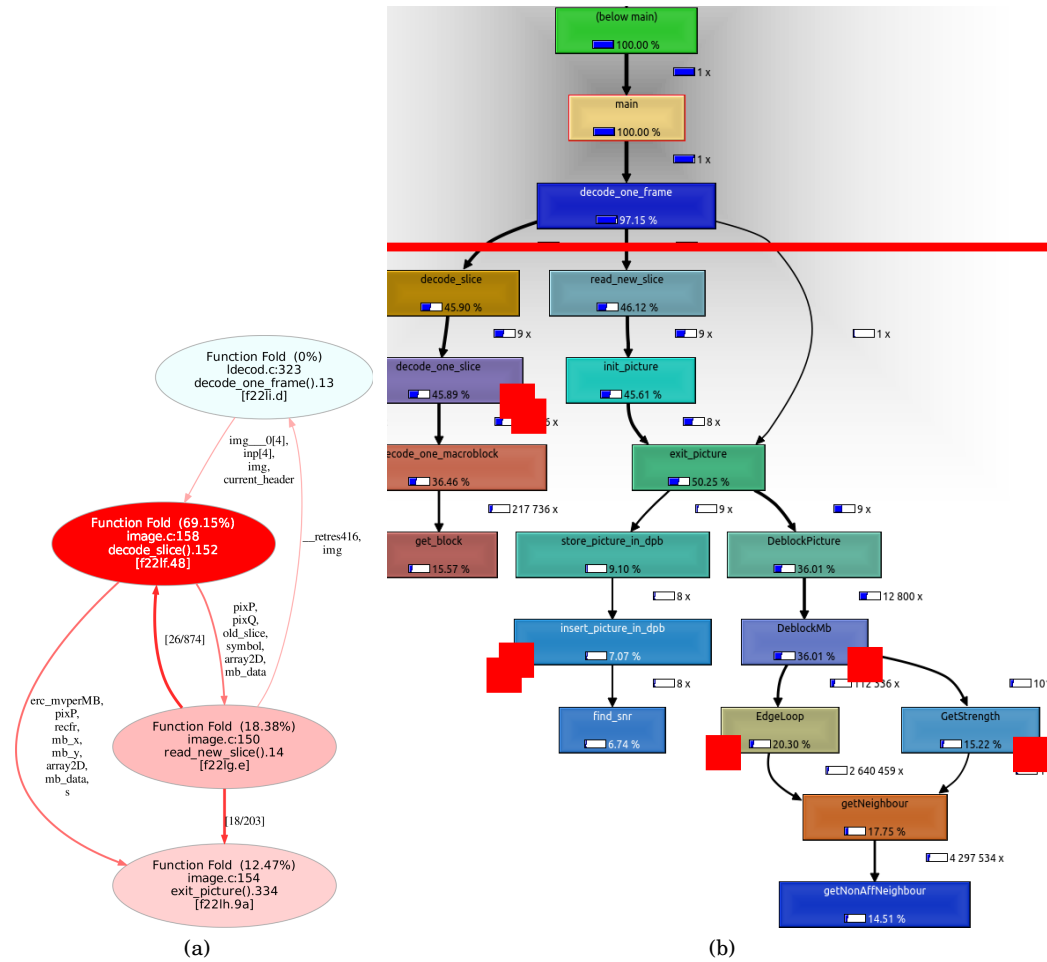 Function Fold (0%)
ldecod.c:323
decode_one_frame().13
[f22li.d]
img___0[4],
inp[4],
img,
current_header
__retres416,
img
Function Fold (69.15%)
image.c:158
decode_slice().152
[f22lf.48]
[26/874]
pixP,
pixQ,
old_slice,
symbol,
array2D,
mb_data
erc_mvperMB,
pixP,
recfr,
mb_x,
mb_y,
array2D,
mb_data,
s
Function Fold (18.38%)
image.c:150
read_new_slice().14
[f22lg.e]
[18/203]
Function Fold (12.47%)
image.c:154
exit_picture().334
[f22lh.9a]
(a)
(below main)
100.00 %
1 x
main
100.00 %
1 x
decode_one_frame
97.15 %
decode_slice
45.90 %
read_new_slice
46.12 %
9 x
9 x
1 x
decode_one_slice
45.89 %
init_picture
45.61 %
6 x
8 x
ecode_one_macroblock
36.46 %
exit_picture
50.25 %
217 736 x
9 x
9 x
get_block
15.57 %
store_picture_in_dpb
9.10 %
DeblockPicture
36.01 %
8 x
12 800 x
insert_picture_in_dpb
7.07 %
DeblockMb
36.01 %
8 x
112 336 x
101
find_snr
6.74 %
EdgeLoop
20.30 %
GetStrength
15.22 %
2 640 459 x
getNeighbour
17.75 %
4 297 534 x
getNonAffNeighbour
14.51 %
(b)